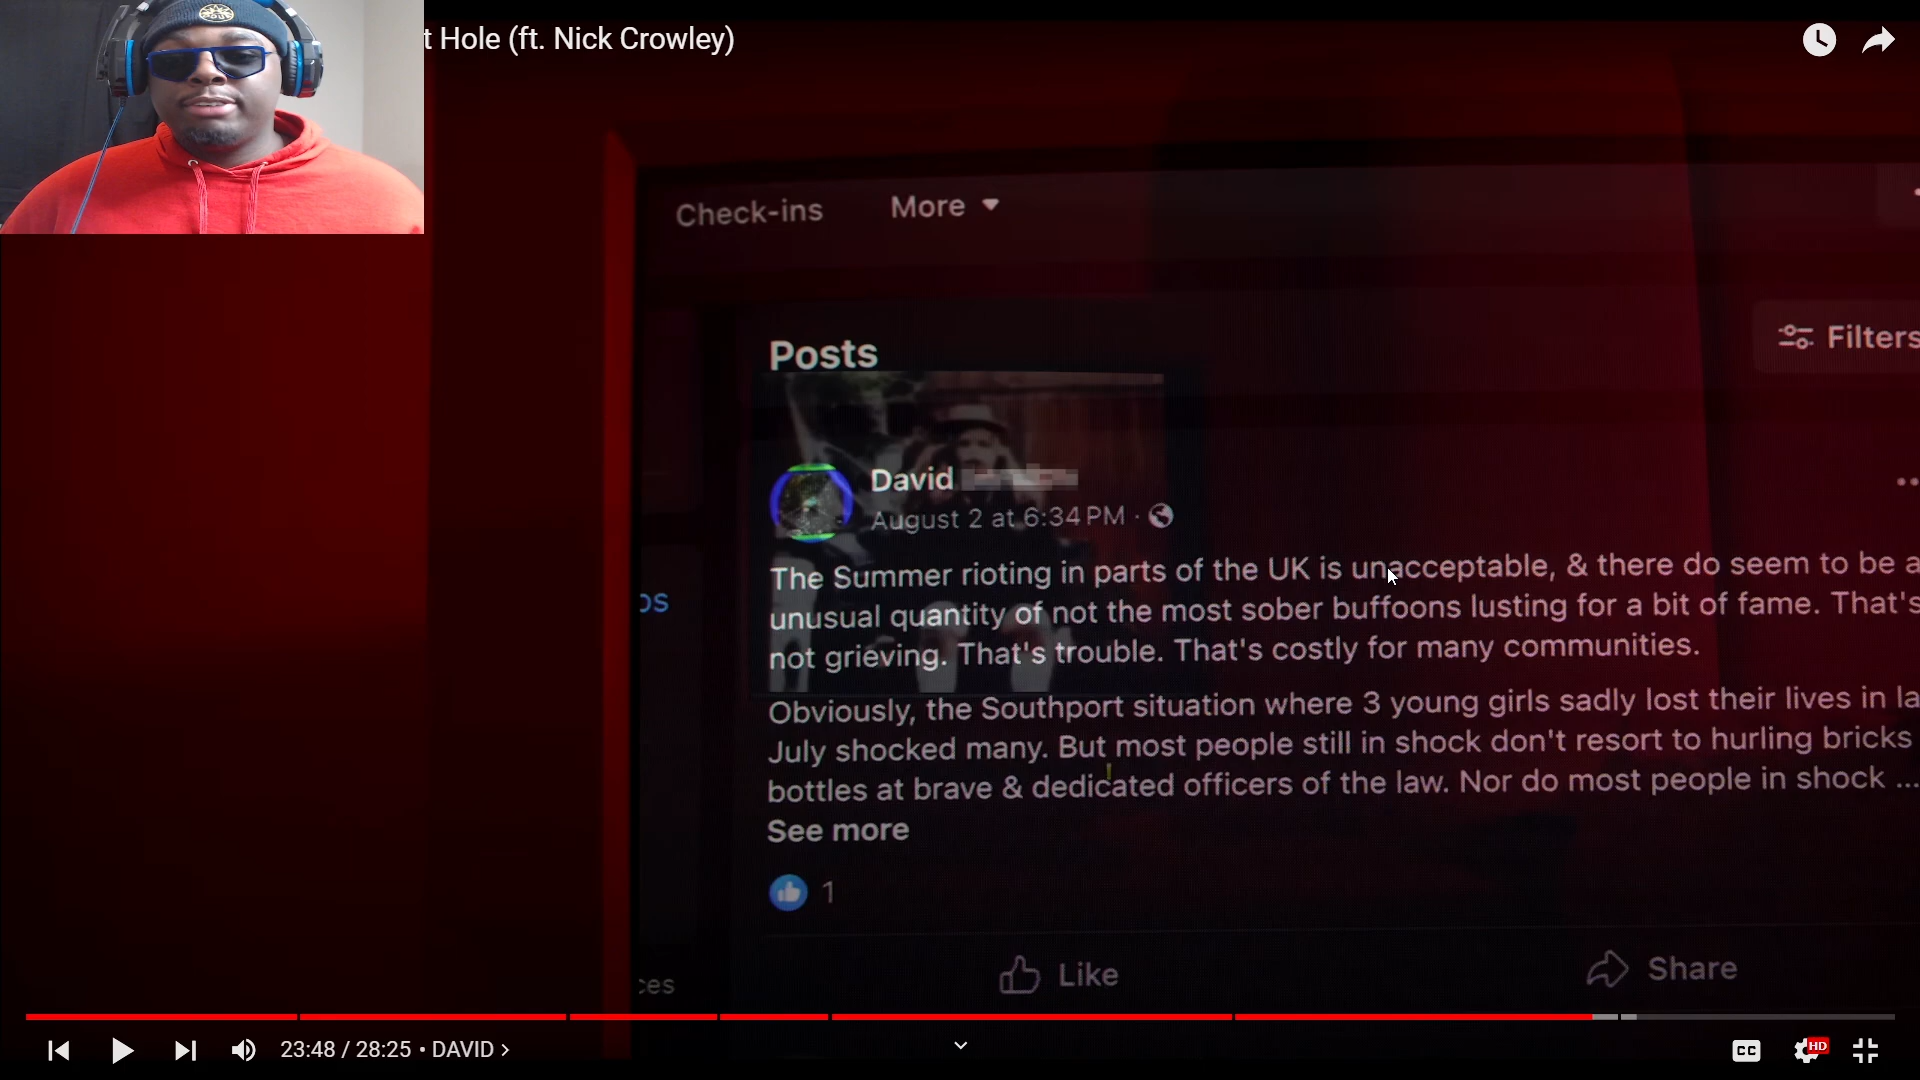 t Hole (ft. Nick Crowley)
Check-ins More
Posts
Filters
David
August 2 at 6:34 PM ·
The Summer rioting in parts of the UK is unacceptable, & there do seem to be a
unusual quantity of not the most sober buffoons lusting for a bit of fame. That's
not grieving. That's trouble. That's costly for many communities.
os
Obviously, the Southport situation where 3 young girls sadly lost their lives in la
July shocked many. But most people still in shock don't resort to hurling bricks
bottles at brave & dedicated officers of the law. Nor do most people in shock ...
See more
1
Like Share
ces
23:48 / 28:25 • DAVID ›
CC
HD